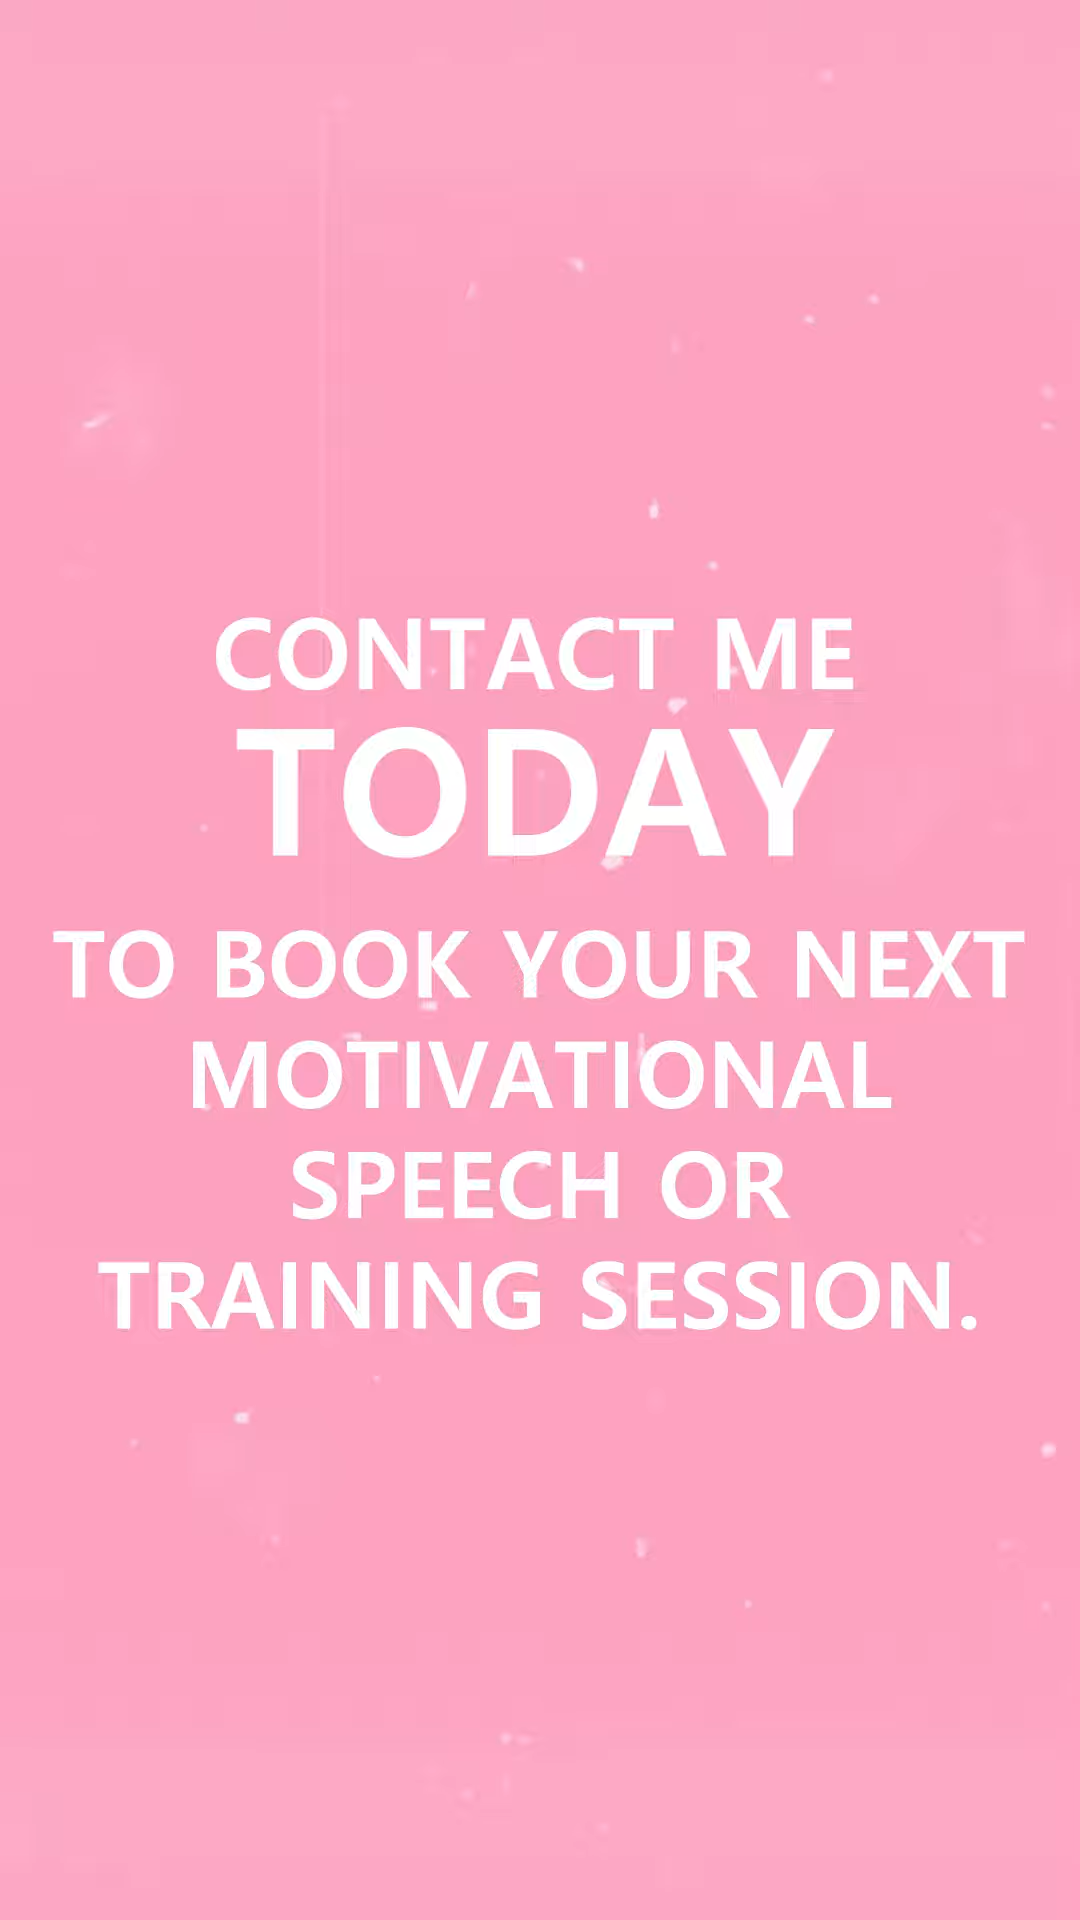 CONTACT ME
TODAY
TO BOOK YOUR NEXT
MOTIVATIONAL
SPEECH OR
TRAINING SESSION.